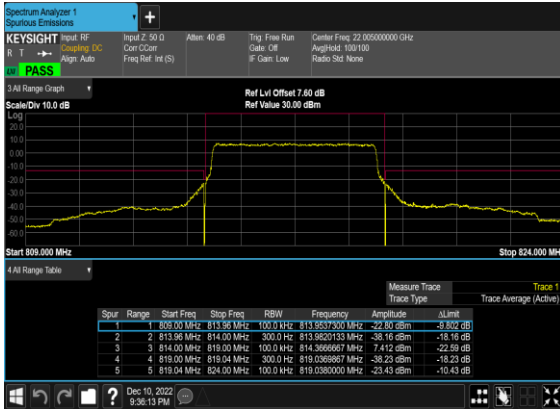 Spectrum Analyzer 1
Spurious Emissions
+
KEYSIGHT Input: RF Input Z: 50 Ω Atten: 40 dB Trig: Free Run Center Freq: 22.005000000 GHz
R T Coupling: DC Corr CCorr Gate: Off Avg|Hold: 100/100
Align: Auto Freq Ref: Int (S) IF Gain: Low Radio Std: None
PASS
3 All Range Graph
Ref Lvl Offset 7.60 dB
Scale/Div 10.0 dB Ref Value 30.00 dBm
Log
20.0
10.0
0.00
-10.0
-20.0
-30.0
-40.0
-50.0
-60.0
Start 809.000 MHz Stop 824.000 MH
4 All Range Table
Measure Trace Trace 1
Trace Type Trace Average (Active)
Spur Range Start Freq Stop Freq RBW Frequency Amplitude ΔLimit
1 1 809.00 MHz 813.96 MHz 100.0 kHz 813.9537300 MHz -22.80 dBm -9.802 dB
2 2 813.96 MHz 814.00 MHz 300.0 Hz 813.9820133 MHz -38.16 dBm -18.16 dB
3 3 814.00 MHz 819.00 MHz 100.0 kHz 814.3666667 MHz 7.412 dBm -22.59 dB
4 4 819.00 MHz 819.04 MHz 300.0 Hz 819.0369867 MHz -38.23 dBm -18.23 dB
5 5 819.04 MHz 824.00 MHz 100.0 kHz 819.0380000 MHz -23.43 dBm -10.43 dB
? Dec 10, 2022
9:36:13 PM